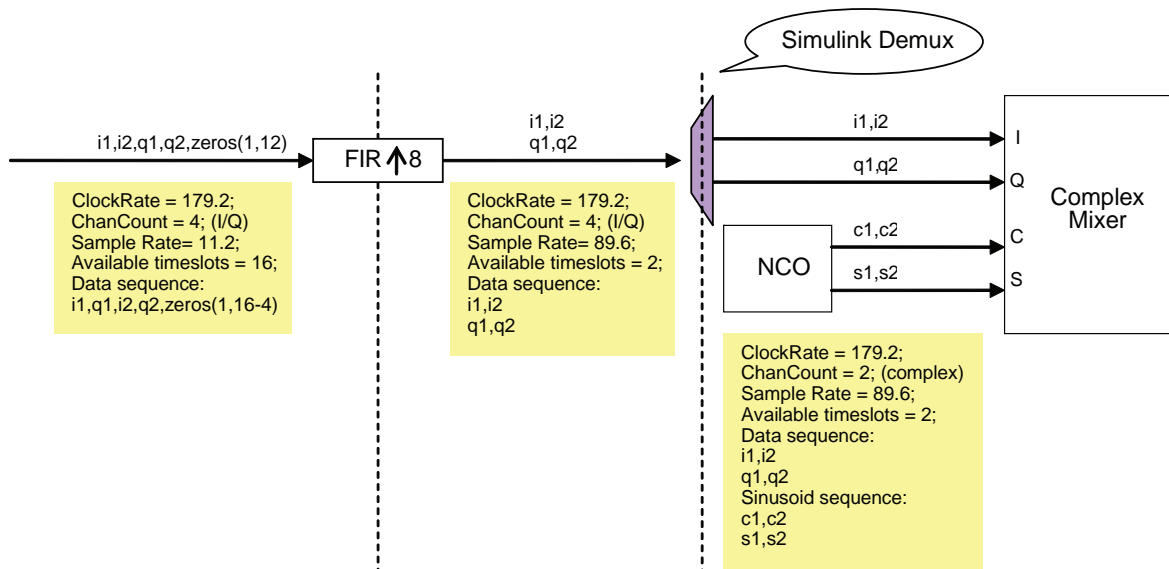 Simulink Demux
i1,i2,q1,q2,zeros(1,12)
FIR 8
i1,i2
q1,q2
i1,i2
q1,q2
c1,c2
s1,s2
NCO
I
Q
C
S
Complex
Mixer
ClockRate = 179.2;
ChanCount = 4; (I/Q)
Sample Rate= 11.2;
Available timeslots = 16;
Data sequence:
i1,q1,i2,q2,zeros(1,16-4)
ClockRate = 179.2;
ChanCount = 4; (I/Q)
Sample Rate= 89.6;
Available timeslots = 2;
Data sequence:
i1,i2
q1,q2
ClockRate = 179.2;
ChanCount = 2; (complex)
Sample Rate = 89.6;
Available timeslots = 2;
Data sequence:
i1,i2
q1,q2
Sinusoid sequence:
c1,c2
s1,s2